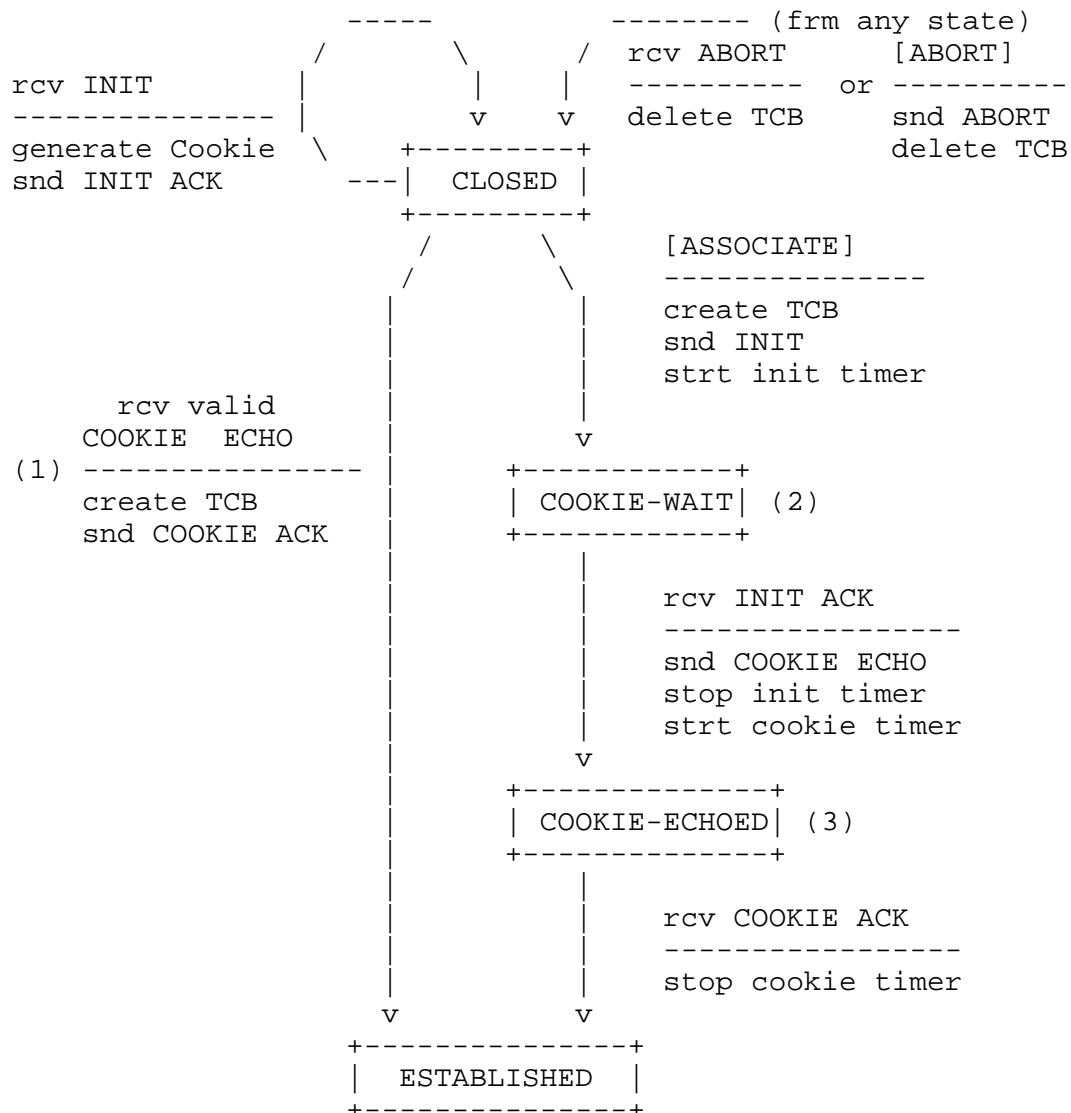 -----          -------- (frm any state)
                    /       \      /  rcv ABORT      [ABORT]
rcv INIT           |         |    |   ----------  or ----------
---------------    |         v    v   delete TCB     snd ABORT
generate Cookie     \    +---------+                 delete TCB
snd INIT ACK          ---|  CLOSED |
                         +---------+
                          /      \      [ASSOCIATE]
                         /        \     ---------------
                        |          |    create TCB
                        |          |    snd INIT
                        |          |    strt init timer
      rcv valid         |          |
    COOKIE  ECHO        |          v
(1) ----------------    |      +------------+
    create TCB          |      | COOKIE-WAIT| (2)
    snd COOKIE ACK      |      +------------+
                        |          |
                        |          |    rcv INIT ACK
                        |          |    -----------------
                        |          |    snd COOKIE ECHO
                        |          |    stop init timer
                        |          |    strt cookie timer
                        |          v
                        |      +--------------+
                        |      | COOKIE-ECHOED| (3)
                        |      +--------------+
                        |          |
                        |          |    rcv COOKIE ACK
                        |          |    -----------------
                        |          |    stop cookie timer
                        v          v
                      +---------------+
                      |  ESTABLISHED  |
                      +---------------+